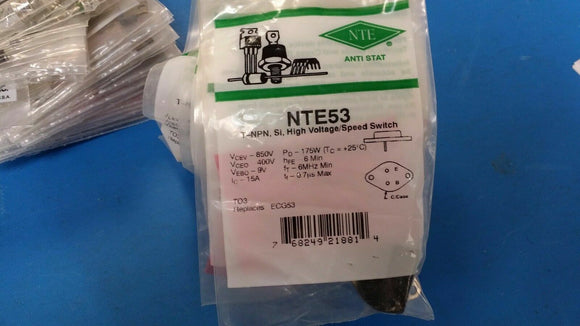 NTE
®
ANTI STAT
NTE53
T-NPN, Si, High Voltage/Speed Switch
VCEV – 850V PD – 175W (TC = +25°C)
VCEO – 400V hFE – 6 Min
VEBO – 9V fT – 6MHz Min
IC – 15A tf – 0.7µs Max
E
B
C/Case
TO3
Replaces ECG53
7 68249 21881 4